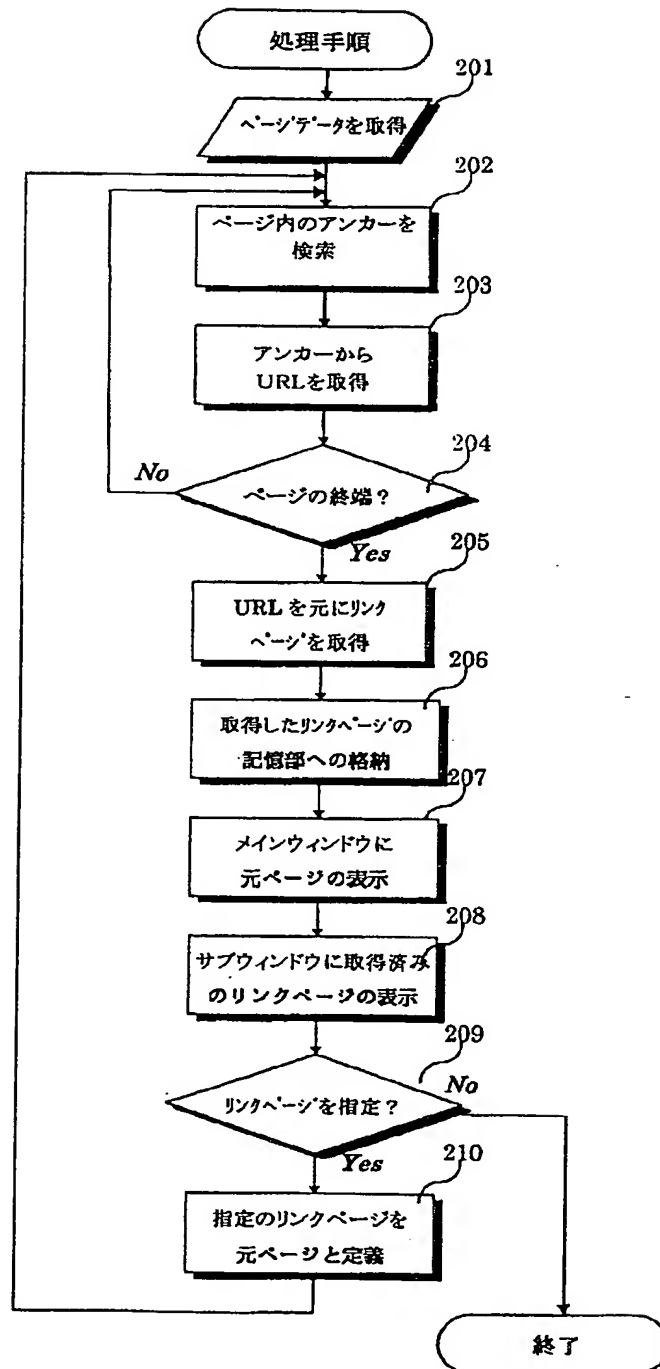 処理手順
201
ページデータを取得
202
ページ内のアンカーを
検索
203
アンカーから
URLを取得
204
No
ページの終端?
Yes
205
URLを元にリンク
ページを取得
206
取得したリンクページの
記憶部への格納
207
メインウィンドウに
元ページの表示
208
サブウィンドウに取得済み
のリンクページの表示
209
No
リンクページを指定?
Yes
210
指定のリンクページを
元ページと定義
終了